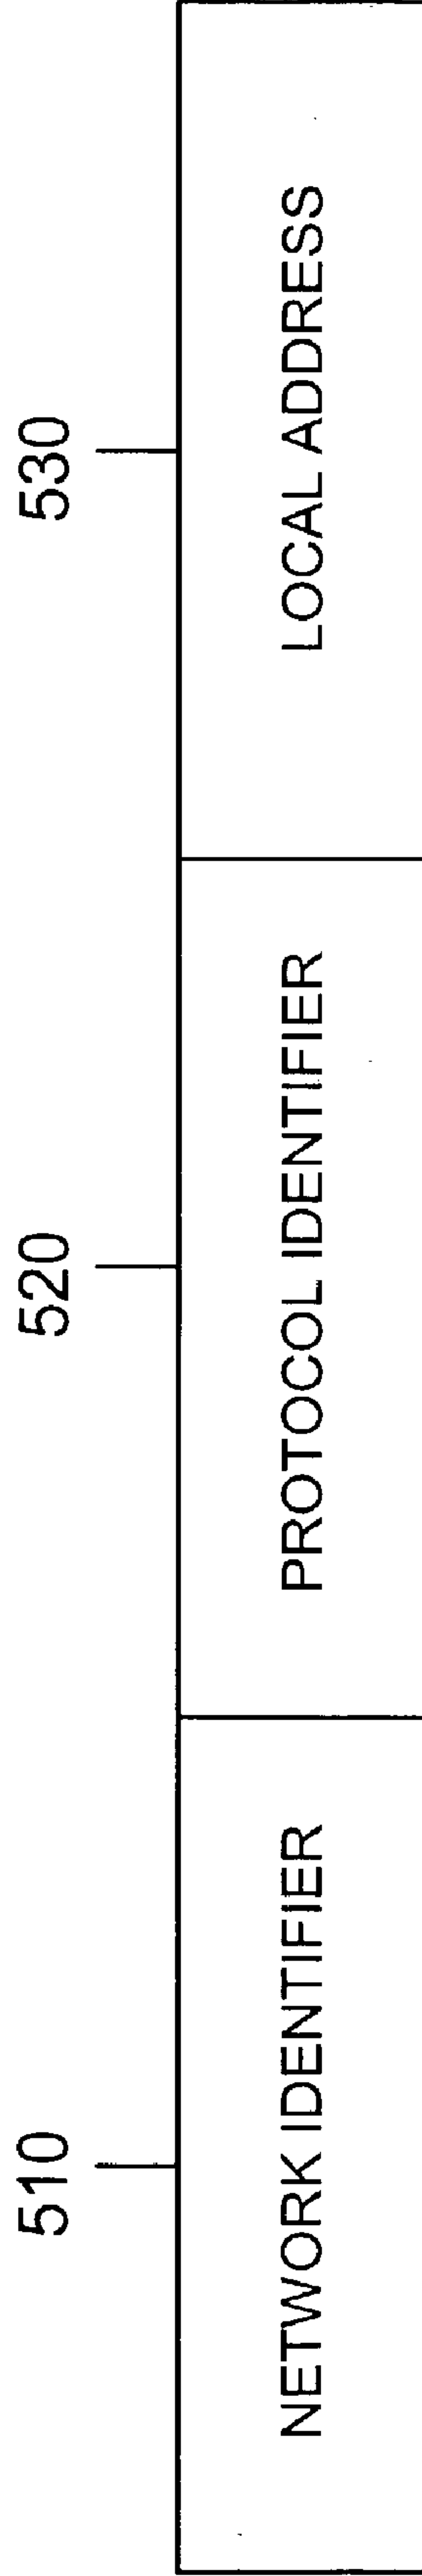 510
520
530
NETWORK IDENTIFIER
PROTOCOL IDENTIFIER
LOCAL ADDRESS